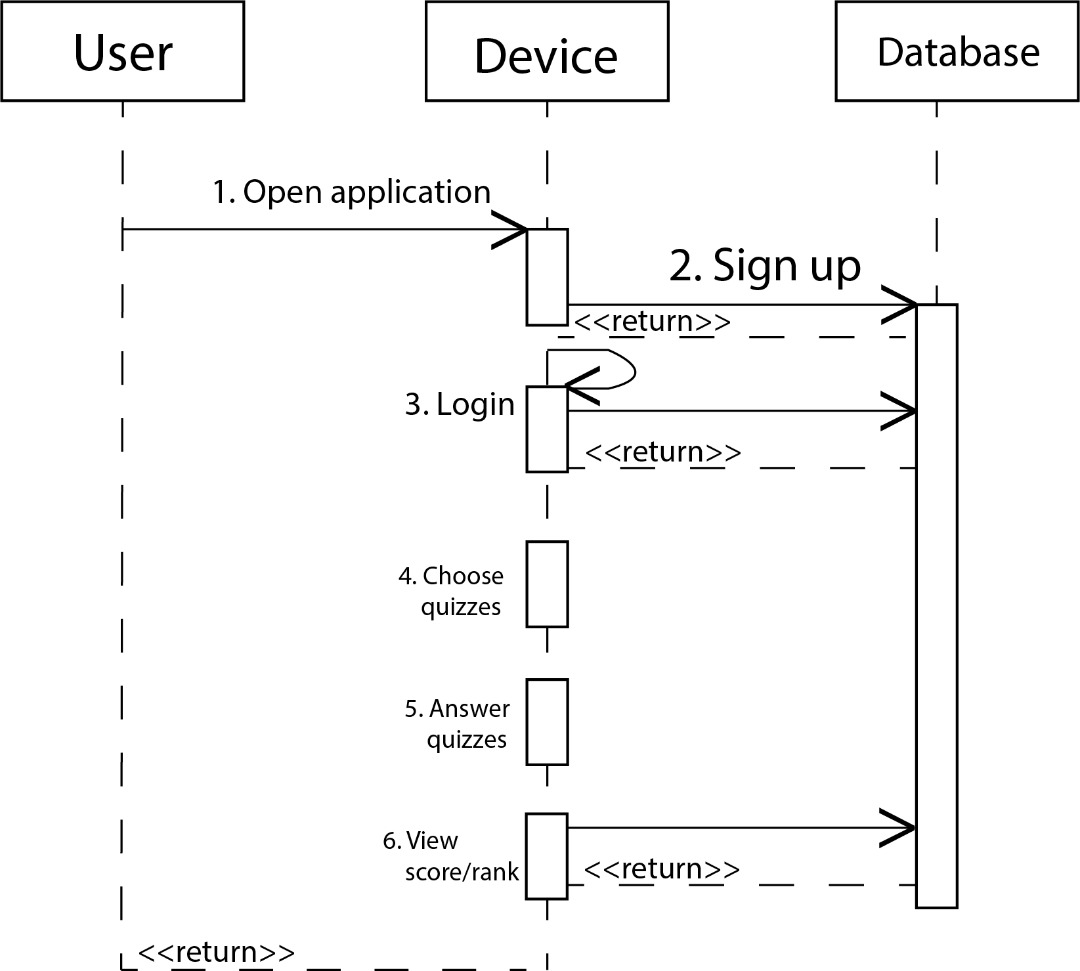 User
Device
Database
1. Open application
2. Sign up
<<return>>
3. Login
<<return>>
4. Choose
quizzes
5. Answer
quizzes
6. View
score/rank
<<return>>
<<return>>